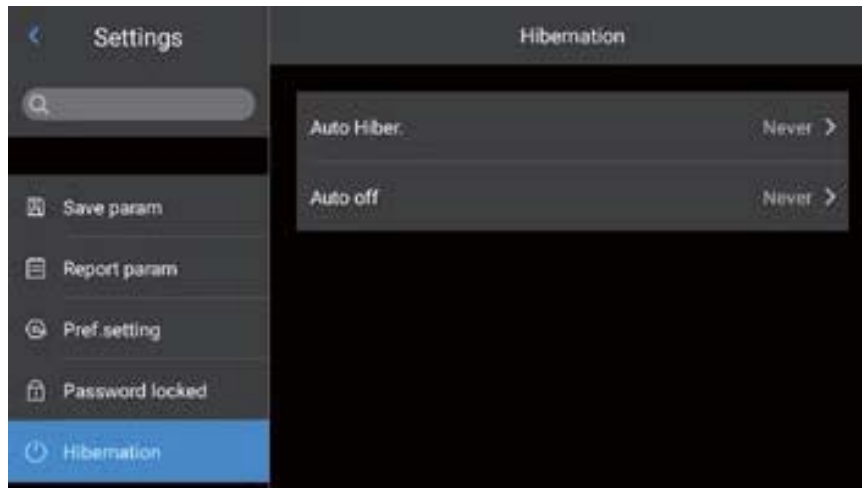 Settings
Hibernation
Auto Hiber.
Never
Auto off
Never
Save param
Report param
Pref.setting
Password locked
Hibernation